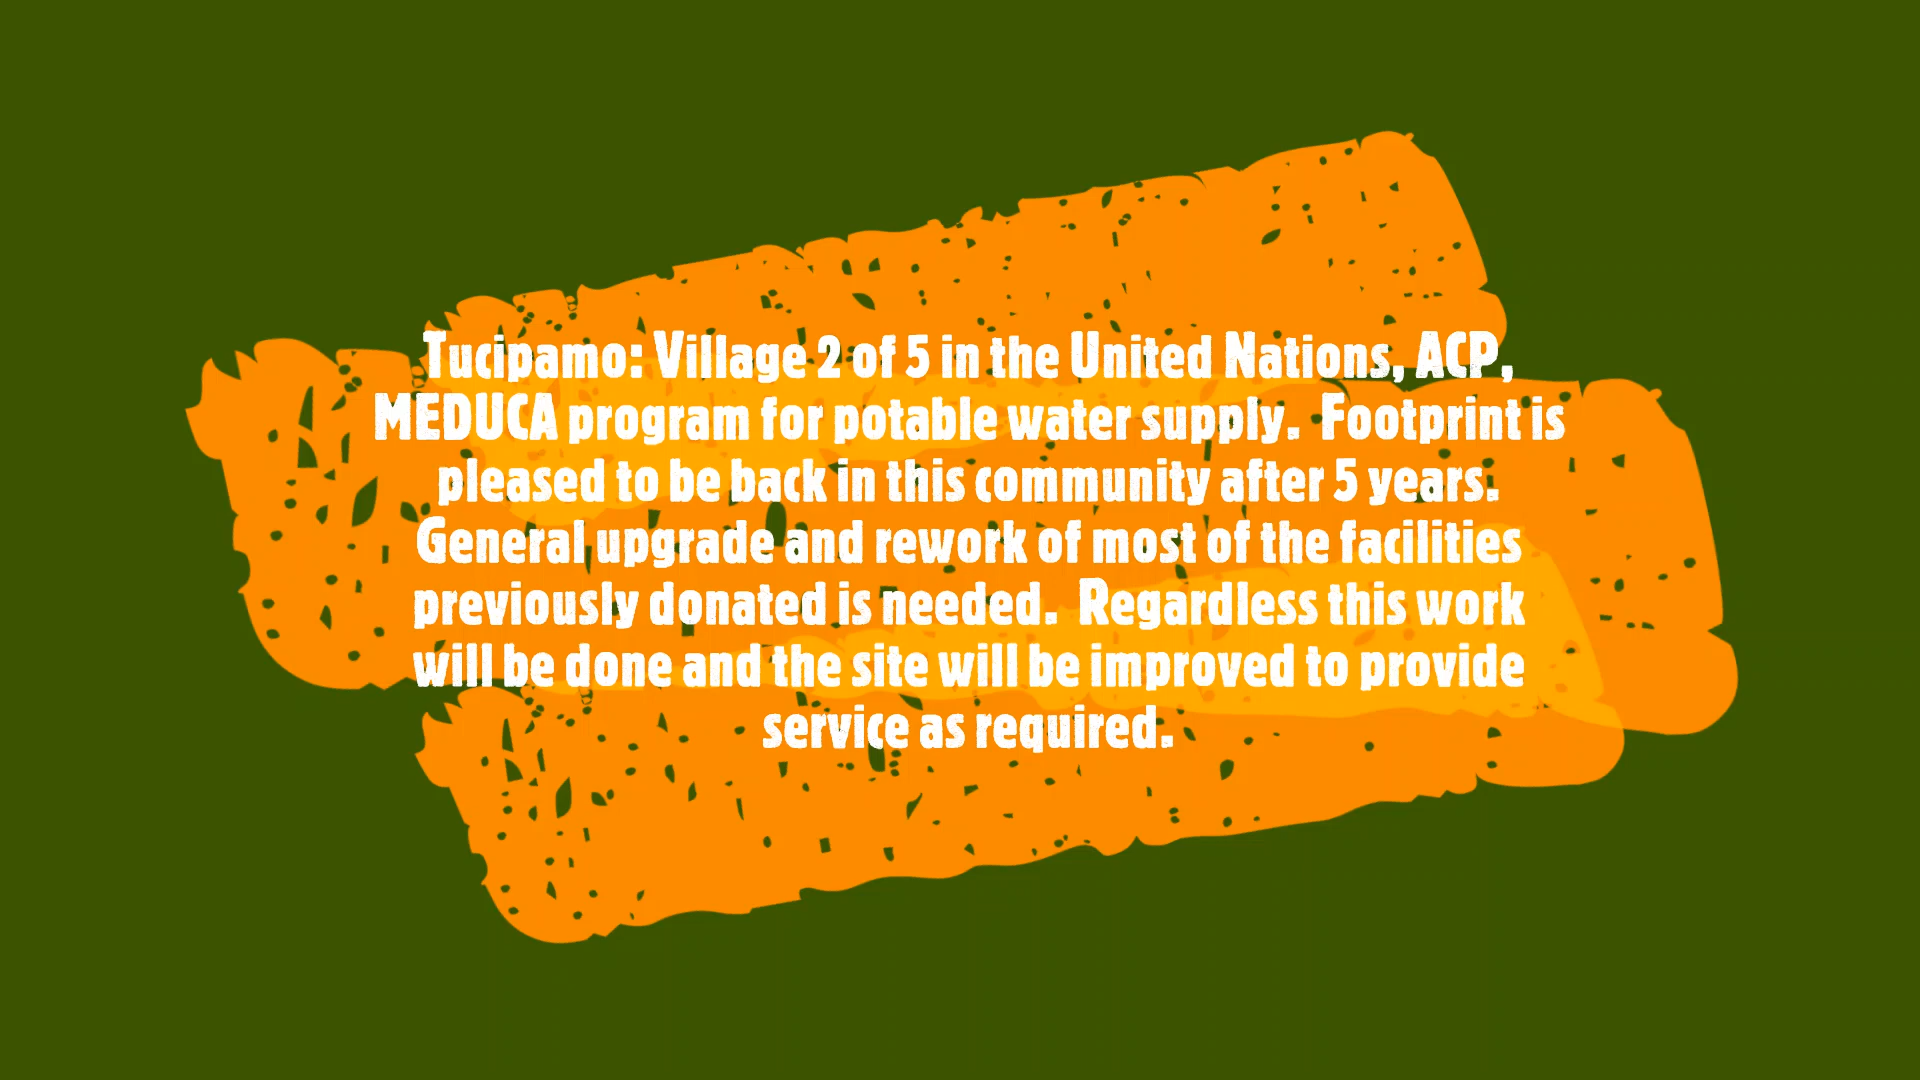 Tucipamo: Village 2 of 5 in the United Nations, ACP,
MEDUCA program for potable water supply.  Footprint is
pleased to be back in this community after 5 years.
General upgrade and rework of most of the facilities
previously donated is needed.  Regardless this work
will be done and the site will be improved to provide
service as required.